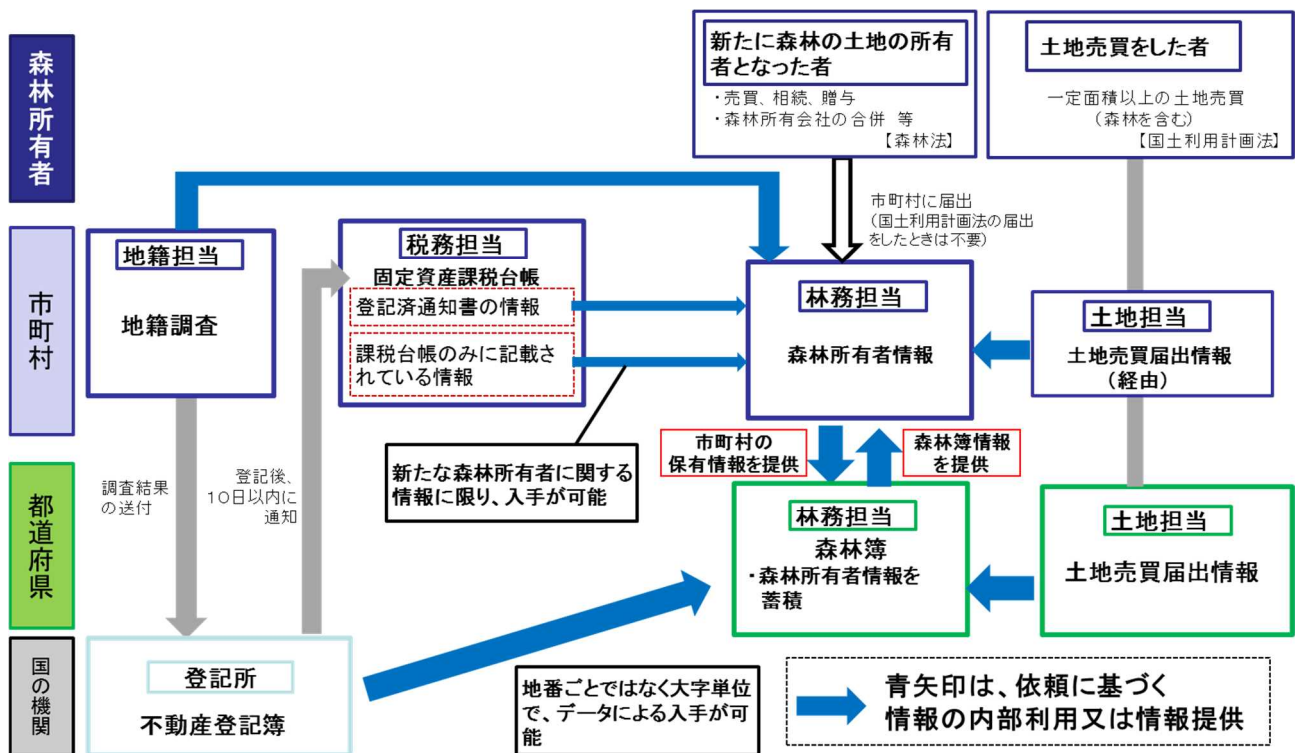 森林所有者
新たに森林の土地の所有
者となった者
・売買、相続、贈与
・森林所有会社の合併 等
【森林法】
土地売買をした者
一定面積以上の土地売買
(森林を含む)
【国土利用計画法】
市町村に届出
(国土利用計画法の届出
をしたときは不要)
市町村
地籍担当
地籍調査
税務担当
固定資産課税台帳
登記済通知書の情報
課税台帳のみに記載さ
れている情報
林務担当
森林所有者情報
土地担当
土地売買届出情報
(経由)
新たな森林所有者に関する
情報に限り、入手が可能
市町村の
保有情報を提供
森林簿情報
を提供
調査結果
の送付
登記後、
10日以内に
通知
都道府県
林務担当
森林簿
・森林所有者情報を
蓄積
土地担当
土地売買届出情報
国の機関
登記所
不動産登記簿
地番ごとではなく大字単位
で、データによる入手が可
能
青矢印は、依頼に基づく
情報の内部利用又は情報提供